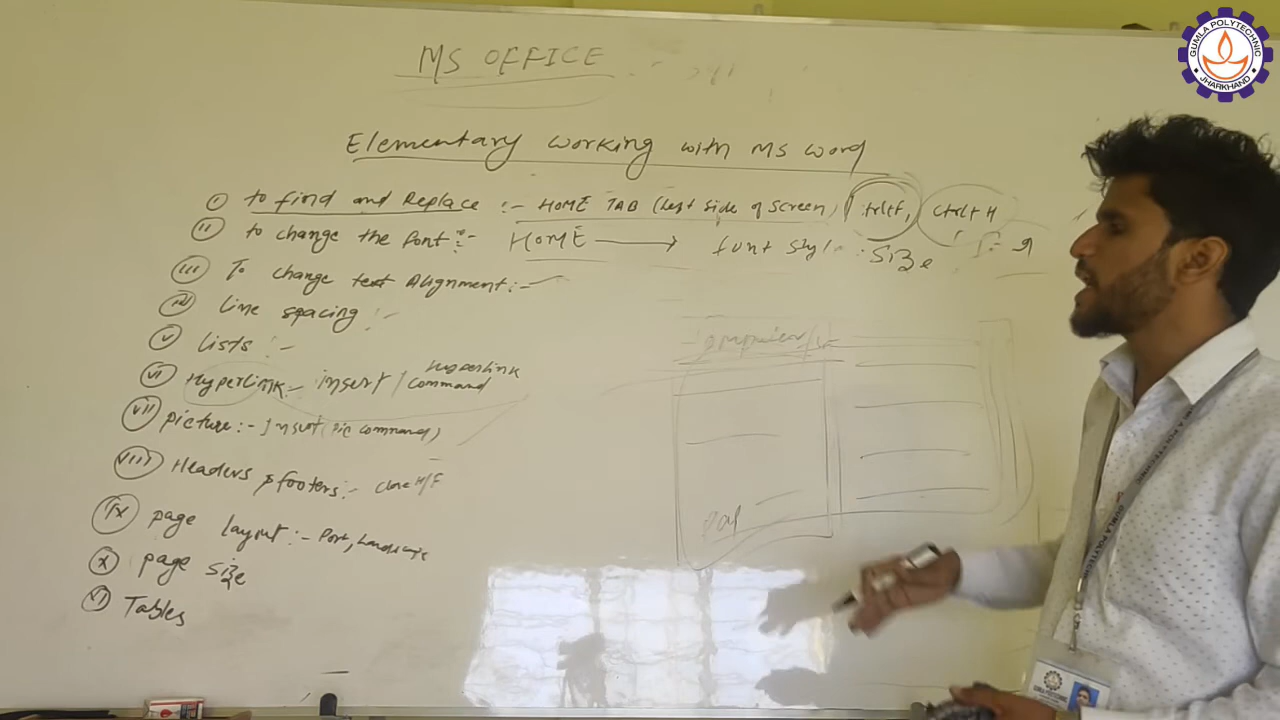 MS OFFICE
Elementary working with MS word
(i) to find and Replace :- HOME TAB (Left side of screen) Ctrl+F, Ctrl+H
(ii) to change the font :- HOME → font style size
(iii) To change text Alignment :-
(iv) Line spacing :-
(v) Lists :-
(vi) HyperLink :- insert / HyperLink command
(vii) picture :- Insert (pic command)
(viii) Headers & footers :- Close H/F
(ix) page layout :- Port, Landscape
(x) page size
(vi) Tables
GUMLA POLYTECHNIC
JHARKHAND
GUMLA POLYTECHNIC